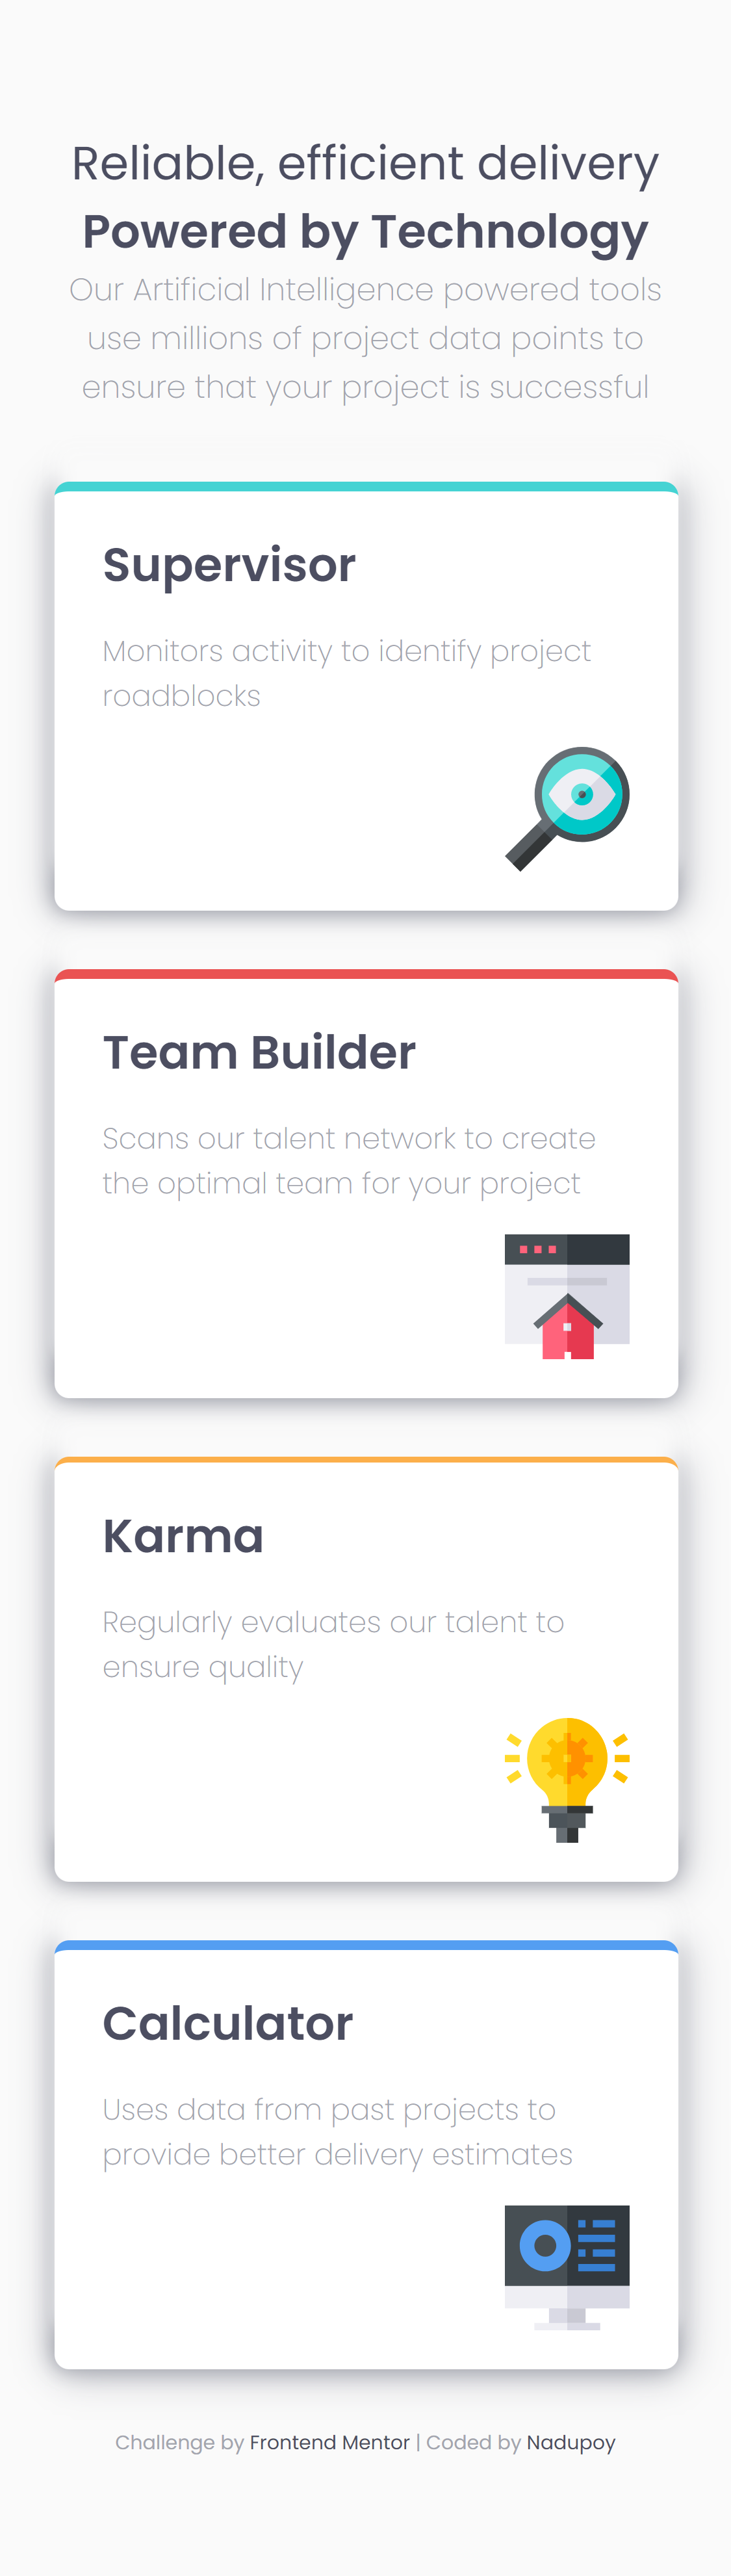 Reliable, efficient delivery
Powered by Technology
Our Artificial Intelligence powered tools
use millions of project data points to
ensure that your project is successful
Supervisor
Monitors activity to identify project
roadblocks
Team Builder
Scans our talent network to create
the optimal team for your project
Karma
Regularly evaluates our talent to
ensure quality
Calculator
Uses data from past projects to
provide better delivery estimates
Challenge by Frontend Mentor | Coded by Nadupoy